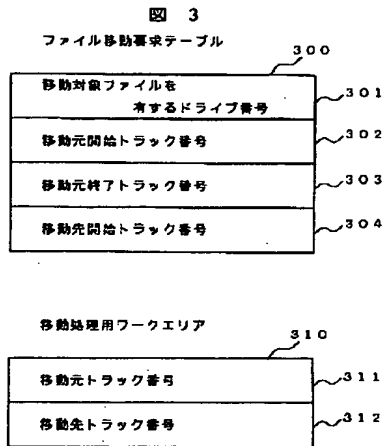 図 3
ファイル移動要求テーブル
300
移動対象ファイルを
有するドライブ番号
301
移動元開始トラック番号
302
移動元終了トラック番号
303
移動先開始トラック番号
304
移動処理用ワークエリア
310
移動元トラック番号
311
移動先トラック番号
312